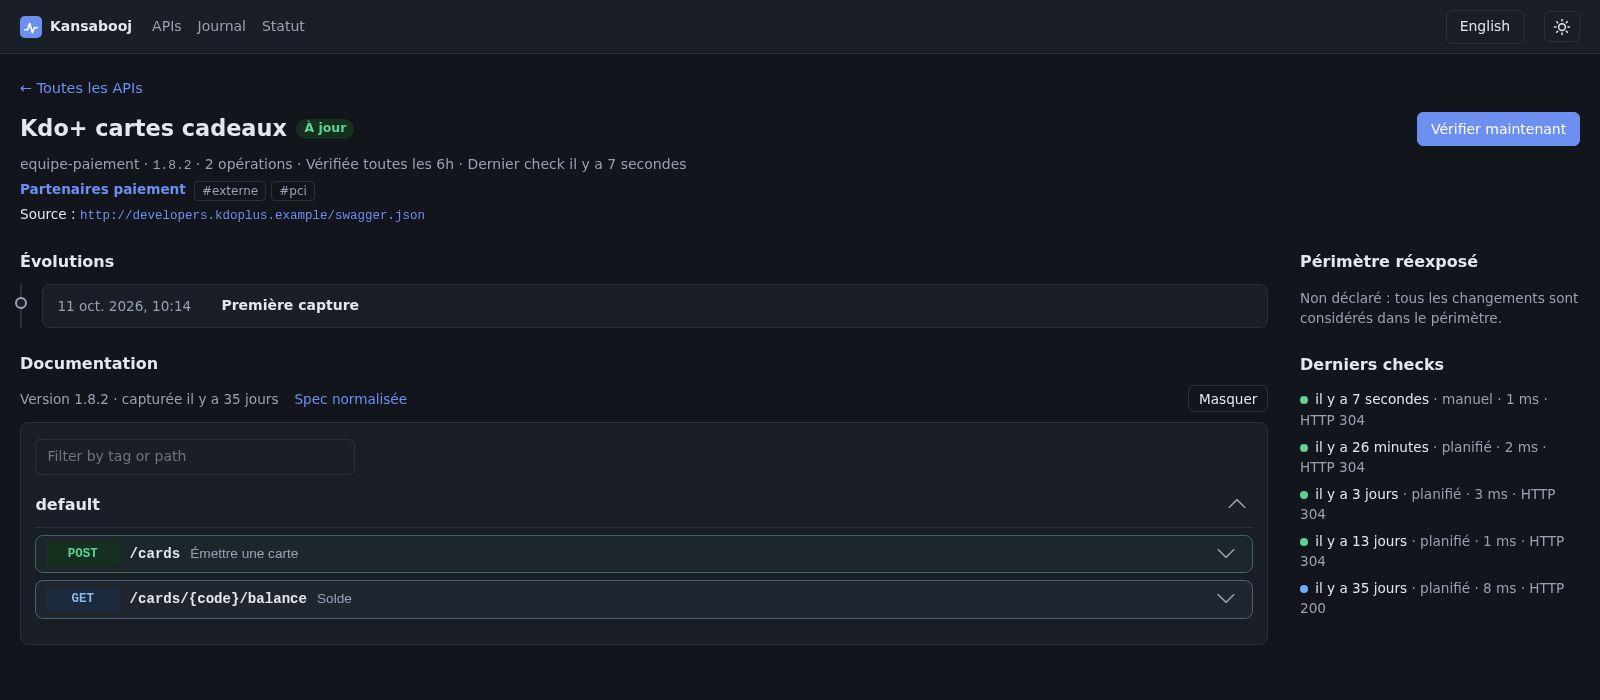 Kansabooj APIs Journal Statut English
← Toutes les APIs
Kdo+ cartes cadeaux À jour Vérifier maintenant
equipe-paiement · 1.8.2 · 2 opérations · Vérifiée toutes les 6h · Dernier check il y a 7 secondes
Partenaires paiement #externe #pci
Source : http://developers.kdoplus.example/swagger.json
Évolutions
11 oct. 2026, 10:14 Première capture
Documentation
Version 1.8.2 · capturée il y a 35 jours Spec normalisée Masquer
Filter by tag or path
default
POST /cards Émettre une carte
GET /cards/{code}/balance Solde
Périmètre réexposé
Non déclaré : tous les changements sont
considérés dans le périmètre.
Derniers checks
il y a 7 secondes · manuel · 1 ms ·
HTTP 304
il y a 26 minutes · planifié · 2 ms ·
HTTP 304
il y a 3 jours · planifié · 3 ms · HTTP
304
il y a 13 jours · planifié · 1 ms · HTTP
304
il y a 35 jours · planifié · 8 ms · HTTP
200